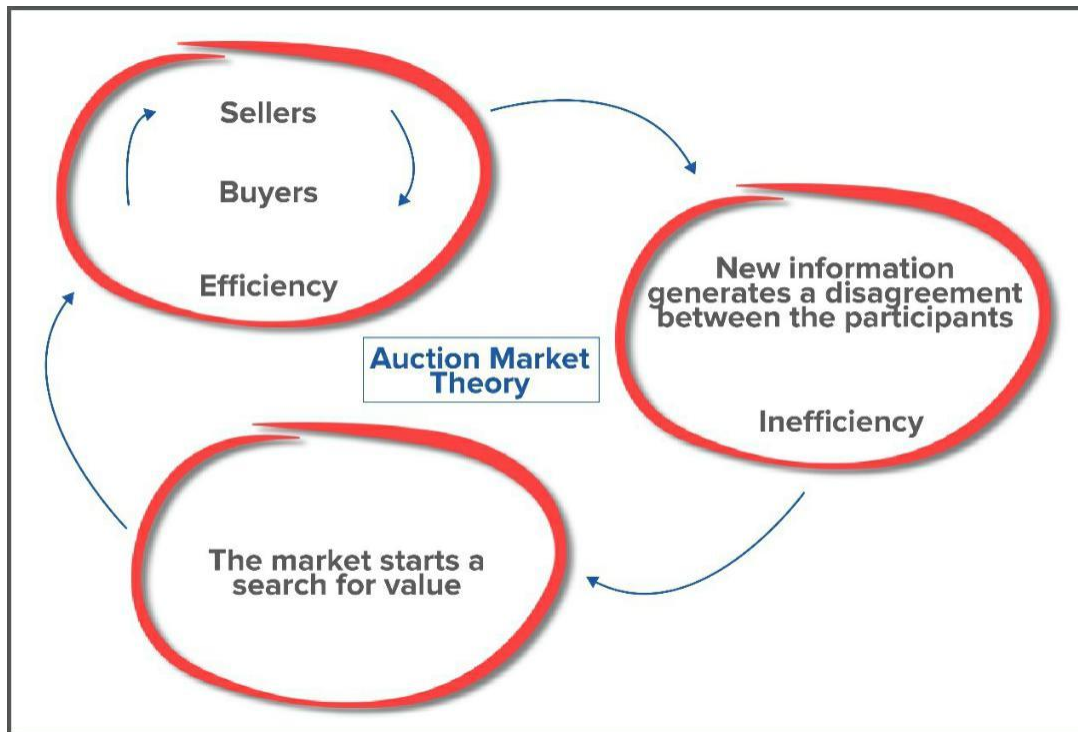 Sellers
Buyers
Efficiency
New information
generates a disagreement
between the participants
Inefficiency
Auction Market
Theory
The market starts a
search for value